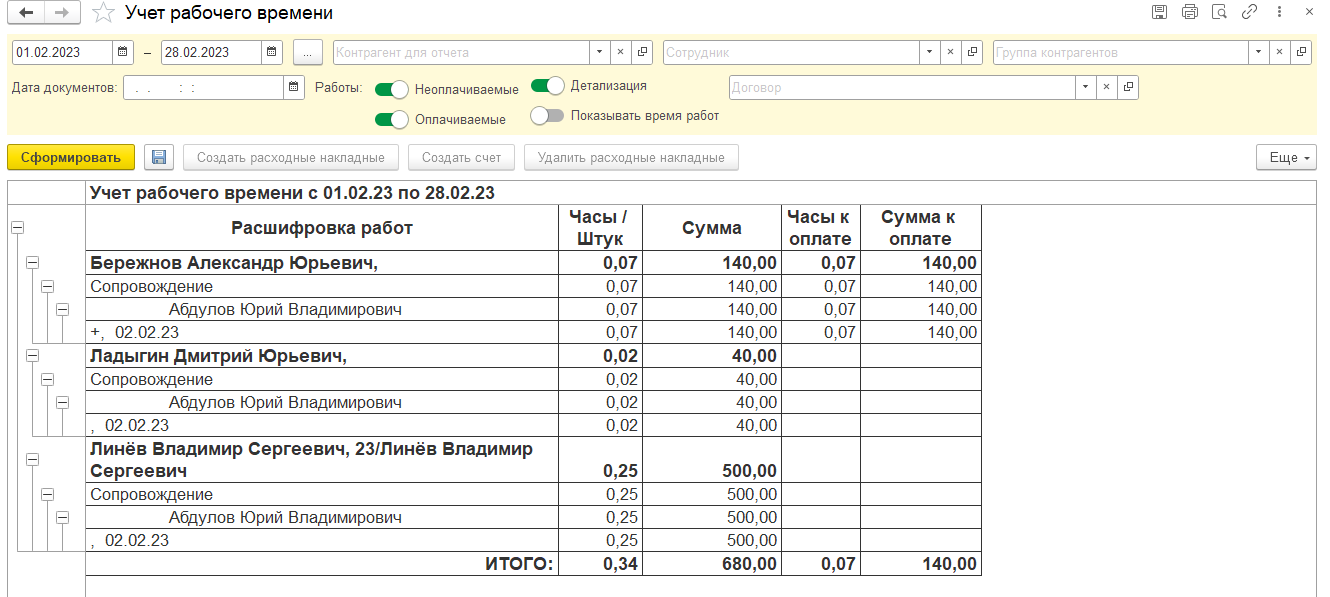 Учет рабочего времени
01.02.2023 – 28.02.2023 ... Контрагент для отчета Сотрудник Группа контрагентов
Дата документов: . . : : Работы: Неоплачиваемые Детализация Договор
Оплачиваемые Показывать время работ
Сформировать Создать расходные накладные Создать счет Удалить расходные накладные Еще
Учет рабочего времени с 01.02.23 по 28.02.23
Расшифровка работ Часы / Штук Сумма Часы к оплате Сумма к оплате
Бережнов Александр Юрьевич, 0,07 140,00 0,07 140,00
Сопровождение 0,07 140,00 0,07 140,00
Абдулов Юрий Владимирович 0,07 140,00 0,07 140,00
+, 02.02.23 0,07 140,00 0,07 140,00
Ладыгин Дмитрий Юрьевич, 0,02 40,00
Сопровождение 0,02 40,00
Абдулов Юрий Владимирович 0,02 40,00
, 02.02.23 0,02 40,00
Линёв Владимир Сергеевич, 23/Линёв Владимир
Сергеевич 0,25 500,00
Сопровождение 0,25 500,00
Абдулов Юрий Владимирович 0,25 500,00
, 02.02.23 0,25 500,00
ИТОГО: 0,34 680,00 0,07 140,00